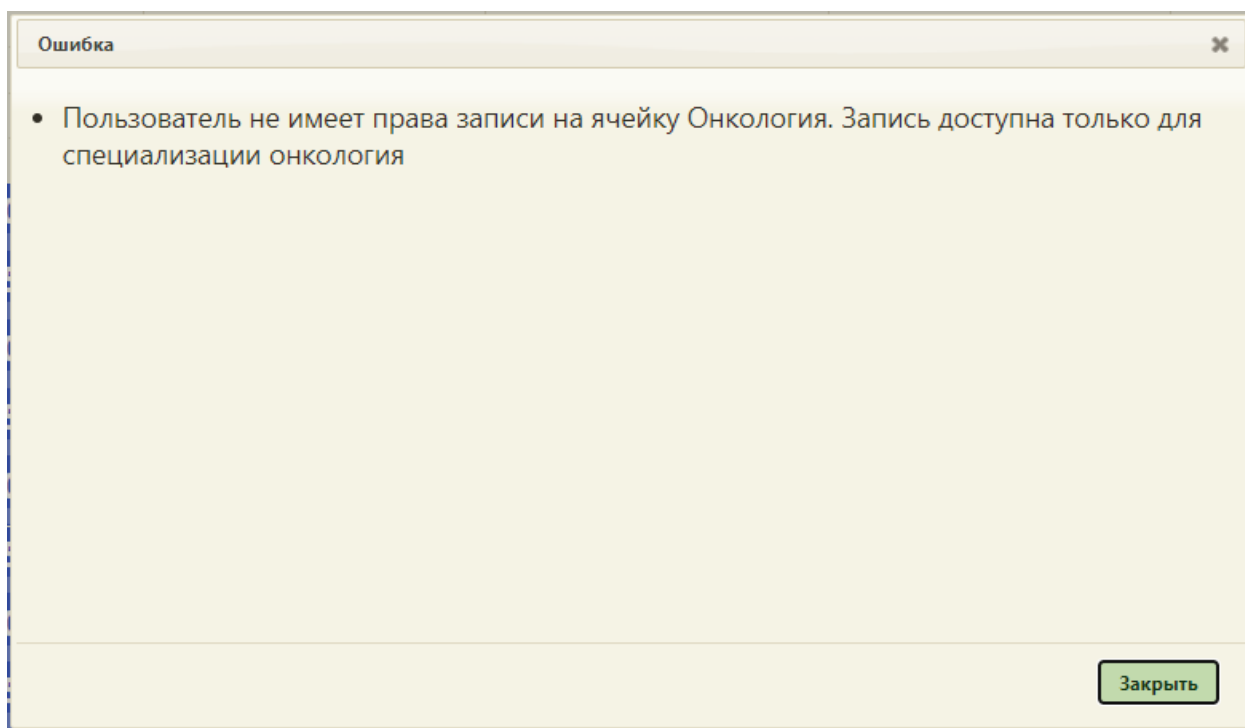 Ошибка
• Пользователь не имеет права записи на ячейку Онкология. Запись доступна только для
специализации онкология
Закрыть